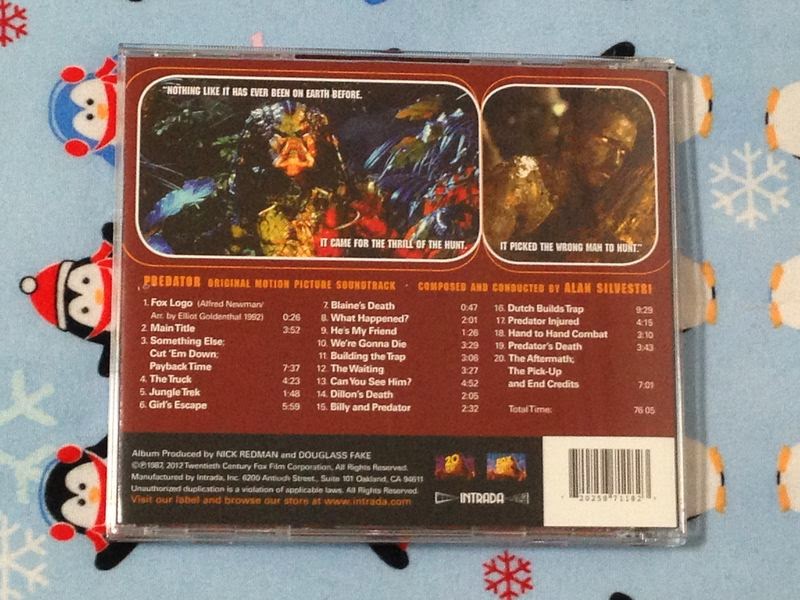 "NOTHING LIKE IT HAS EVER BEEN ON EARTH BEFORE.
IT CAME FOR THE THRILL OF THE HUNT.
IT PICKED THE WRONG MAN TO HUNT."
PREDATOR ORIGINAL MOTION PICTURE SOUNDTRACK · COMPOSED AND CONDUCTED BY ALAN SILVESTRI
1. Fox Logo (Alfred Newman/
Arr. by Elliot Goldenthal 1992) 0:26
2. Main Title 3:52
3. Something Else;
Cut 'Em Down;
Payback Time 7:37
4. The Truck 4:23
5. Jungle Trek 1:48
6. Girl's Escape 5:59
7. Blaine's Death 0:47
8. What Happened? 2:01
9. He's My Friend 1:26
10. We're Gonna Die 3:29
11. Building the Trap 3:06
12. The Waiting 3:27
13. Can You See Him? 4:52
14. Dillon's Death 2:05
15. Billy and Predator 2:32
16. Dutch Builds Trap 9:29
17. Predator Injured 4:15
18. Hand to Hand Combat 3:10
19. Predator's Death 3:43
20. The Aftermath;
The Pick-Up
and End Credits 7:01
Total Time: 76 05
Album Produced by NICK REDMAN and DOUGLASS FAKE
©℗1987, 2012 Twentieth Century Fox Film Corporation, All Rights Reserved.
Manufactured by Intrada, Inc. 6200 Antioch Street., Suite 101 Oakland, CA 94611
Unauthorized duplication is a violation of applicable laws. All Rights Reserved.
Visit our label and browse our store at www.intrada.com
20
FOX
INTRADA
7 20258 71182